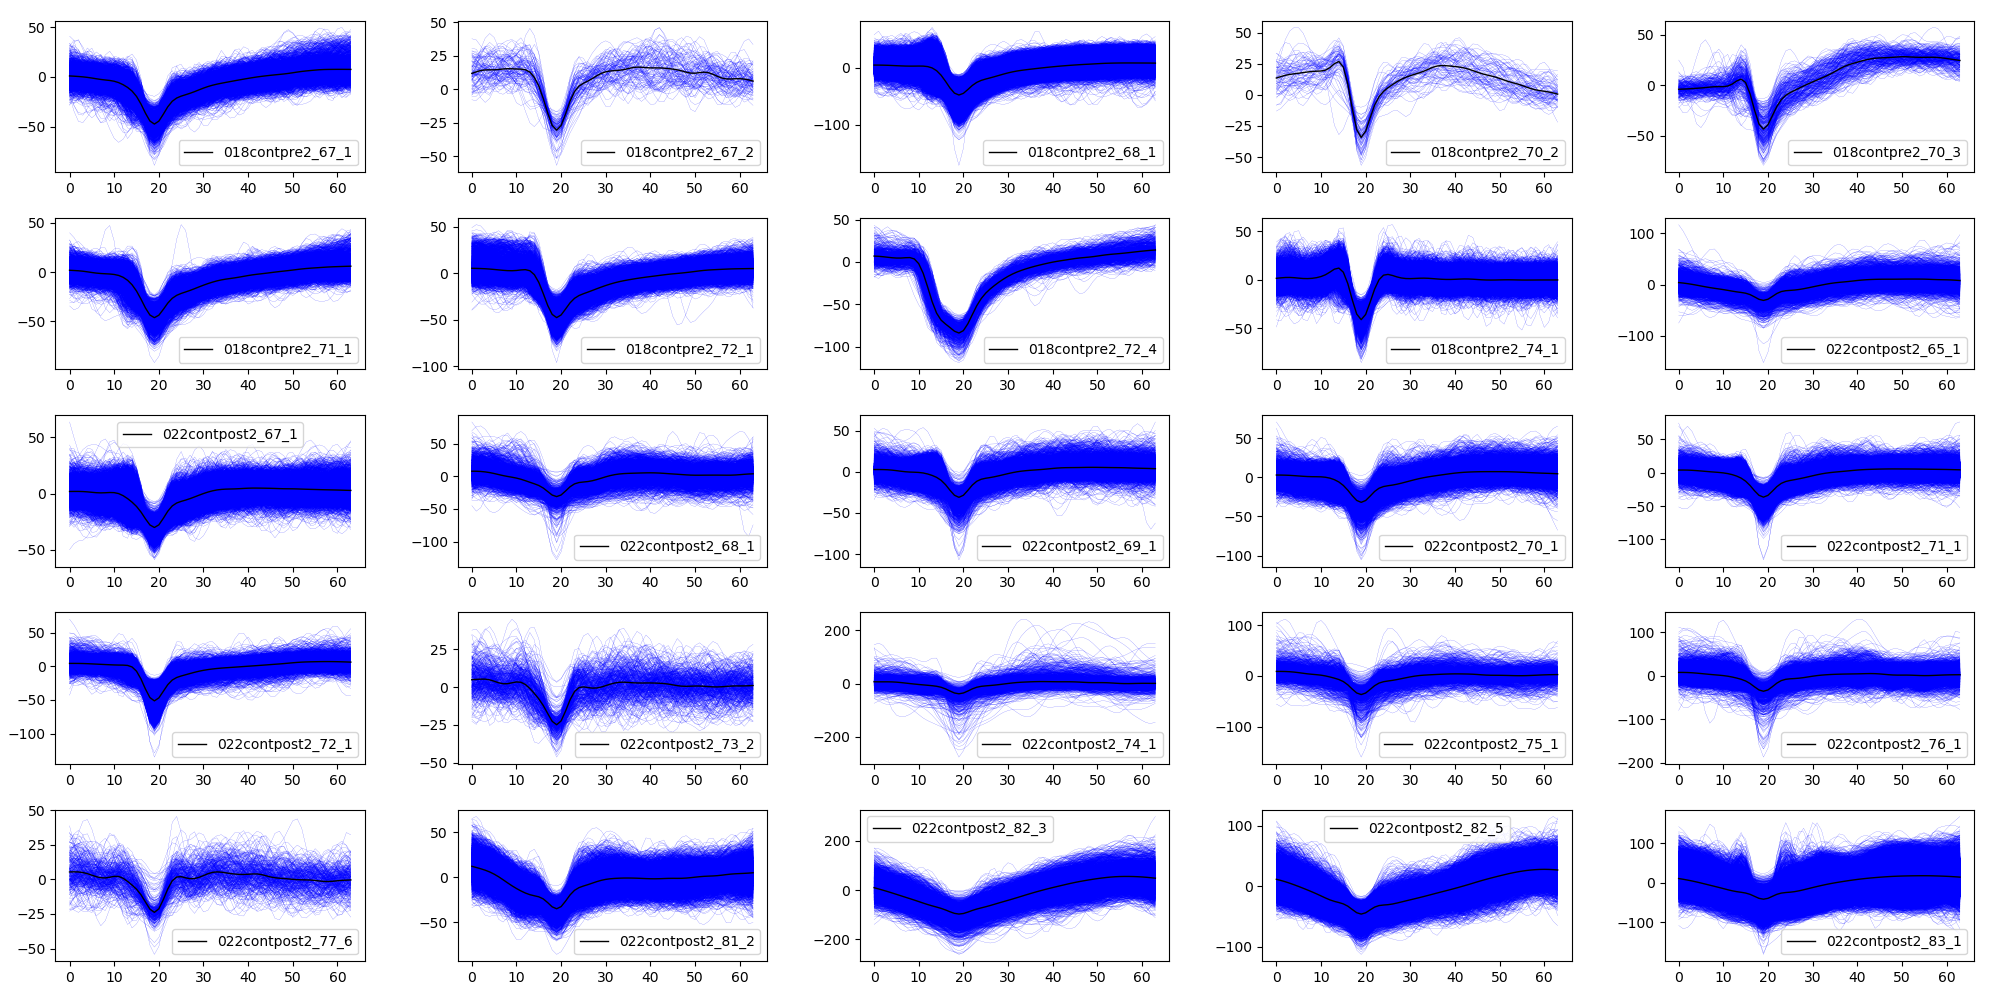 50
0
−50
0 10 20 30 40 50 60
018contpre2_67_1
50
25
0
−25
−50
0 10 20 30 40 50 60
018contpre2_67_2
0
−100
0 10 20 30 40 50 60
018contpre2_68_1
50
25
0
−25
−50
0 10 20 30 40 50 60
018contpre2_70_2
50
0
−50
0 10 20 30 40 50 60
018contpre2_70_3
50
0
−50
0 10 20 30 40 50 60
018contpre2_71_1
50
0
−50
−100
0 10 20 30 40 50 60
018contpre2_72_1
50
0
−50
−100
0 10 20 30 40 50 60
018contpre2_72_4
50
0
−50
0 10 20 30 40 50 60
018contpre2_74_1
100
0
−100
0 10 20 30 40 50 60
022contpost2_65_1
50
0
−50
0 10 20 30 40 50 60
022contpost2_67_1
50
0
−50
−100
0 10 20 30 40 50 60
022contpost2_68_1
50
0
−50
−100
0 10 20 30 40 50 60
022contpost2_69_1
50
0
−50
−100
0 10 20 30 40 50 60
022contpost2_70_1
50
0
−50
−100
0 10 20 30 40 50 60
022contpost2_71_1
50
0
−50
−100
0 10 20 30 40 50 60
022contpost2_72_1
25
0
−25
−50
0 10 20 30 40 50 60
022contpost2_73_2
200
0
−200
0 10 20 30 40 50 60
022contpost2_74_1
100
0
−100
0 10 20 30 40 50 60
022contpost2_75_1
100
0
−100
−200
0 10 20 30 40 50 60
022contpost2_76_1
50
25
0
−25
−50
0 10 20 30 40 50 60
022contpost2_77_6
50
0
−50
0 10 20 30 40 50 60
022contpost2_81_2
200
0
−200
0 10 20 30 40 50 60
022contpost2_82_3
100
0
−100
0 10 20 30 40 50 60
022contpost2_82_5
100
0
−100
0 10 20 30 40 50 60
022contpost2_83_1